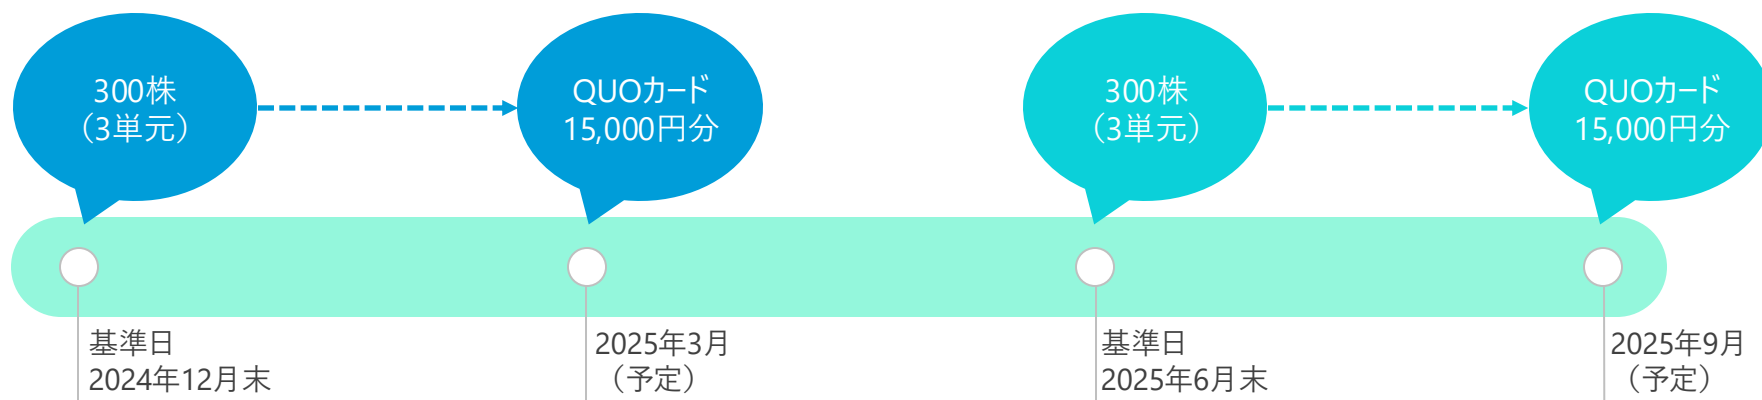 300株
（3単元）
QUOカード
15,000円分
300株
（3単元）
QUOカード
15,000円分
基準日
2024年12月末
2025年3月
（予定）
基準日
2025年6月末
2025年9月
（予定）